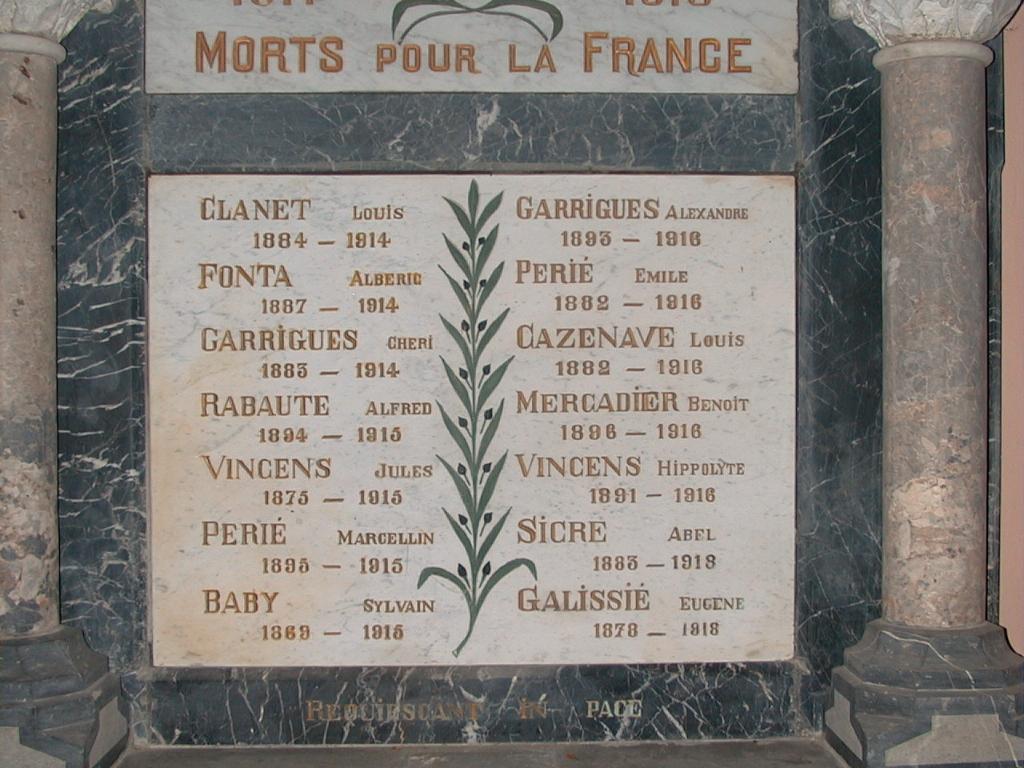 MORTS POUR LA FRANCE
CLANET LOUIS
1884 — 1914
FONTA ALBERIC
1887 — 1914
GARRIGUES CHERI
1883 — 1914
RABAUTE ALFRED
1894 — 1915
VINCENS JULES
1875 — 1915
PERIÉ MARCELLIN
1895 — 1915
BABY SYLVAIN
1869 — 1915
GARRIGUES ALEXANDRE
1893 — 1916
PERIÉ EMILE
1882 — 1916
CAZENAVE LOUIS
1882 — 1916
MERCADIER BENOIT
1896 — 1916
VINCENS HIPPOLYTE
1891 — 1916
SICRE ABEL
1883 — 1918
GALISSIÉ EUGENE
1878 — 1918
REQUIESCANT IN PACE